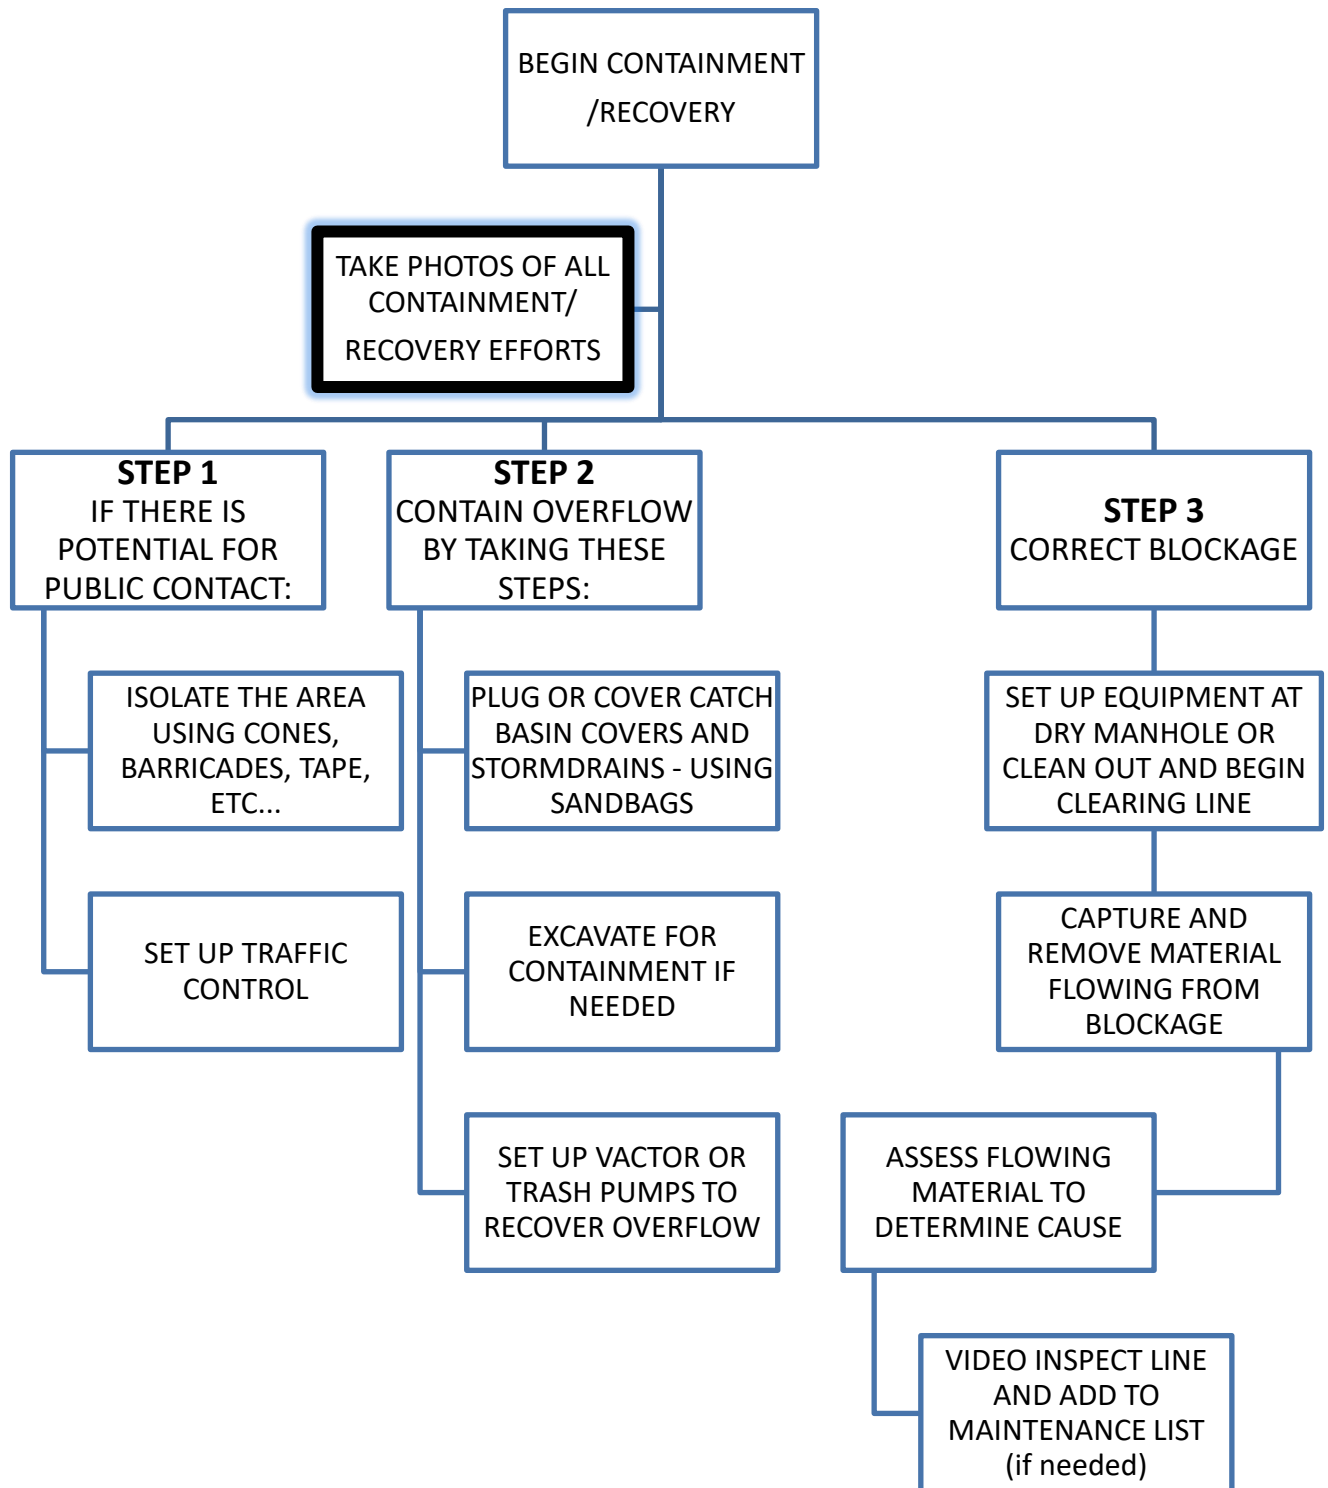 BEGIN CONTAINMENT
/RECOVERY
TAKE PHOTOS OF ALL
CONTAINMENT/
RECOVERY EFFORTS
STEP 1
IF THERE IS
POTENTIAL FOR
PUBLIC CONTACT:
ISOLATE THE AREA
USING CONES,
BARRICADES, TAPE,
ETC...
SET UP TRAFFIC
CONTROL
STEP 2
CONTAIN OVERFLOW
BY TAKING THESE
STEPS:
PLUG OR COVER CATCH
BASIN COVERS AND
STORMDRAINS - USING
SANDBAGS
EXCAVATE FOR
CONTAINMENT IF
NEEDED
SET UP VACTOR OR
TRASH PUMPS TO
RECOVER OVERFLOW
STEP 3
CORRECT BLOCKAGE
SET UP EQUIPMENT AT
DRY MANHOLE OR
CLEAN OUT AND BEGIN
CLEARING LINE
CAPTURE AND
REMOVE MATERIAL
FLOWING FROM
BLOCKAGE
ASSESS FLOWING
MATERIAL TO
DETERMINE CAUSE
VIDEO INSPECT LINE
AND ADD TO
MAINTENANCE LIST
(if needed)